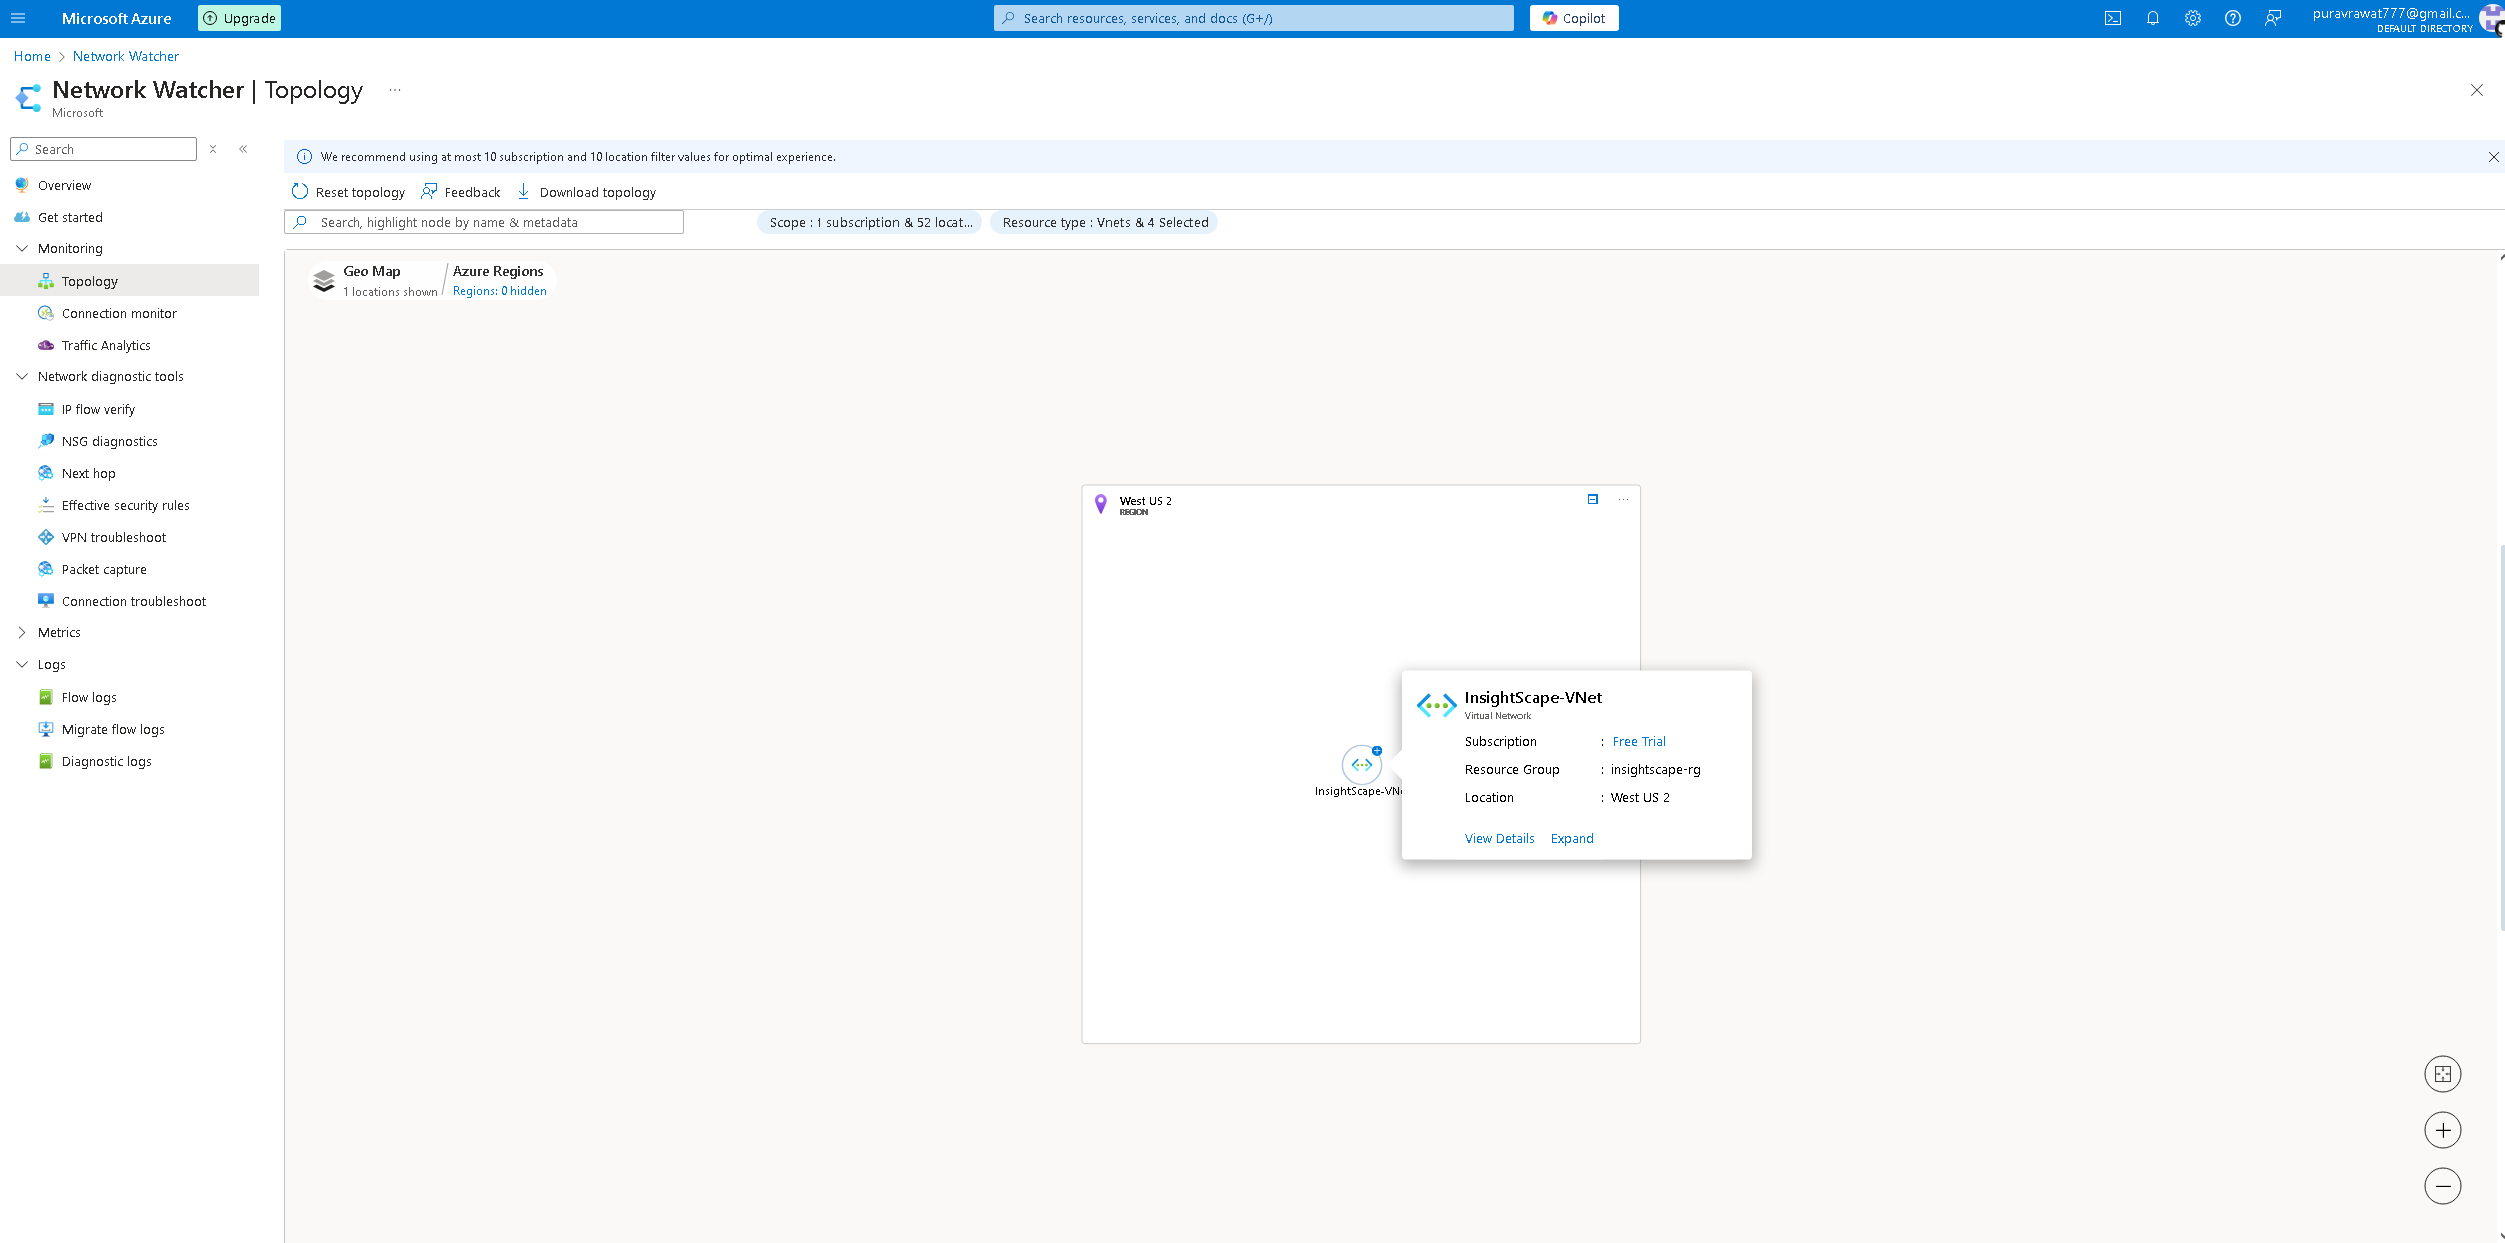 Microsoft Azure
Upgrade
Search resources, services, and docs (G+/)
Copilot
puravrawat777@gmail.c...
DEFAULT DIRECTORY
Home > Network Watcher
Network Watcher | Topology ...
Microsoft
Search
Overview
Get started
Monitoring
Topology
Connection monitor
Traffic Analytics
Network diagnostic tools
IP flow verify
NSG diagnostics
Next hop
Effective security rules
VPN troubleshoot
Packet capture
Connection troubleshoot
Metrics
Logs
Flow logs
Migrate flow logs
Diagnostic logs
We recommend using at most 10 subscription and 10 location filter values for optimal experience.
Reset topology
Feedback
Download topology
Search, highlight node by name & metadata
Scope : 1 subscription & 52 locat...
Resource type : Vnets & 4 Selected
Geo Map
1 locations shown
Azure Regions
Regions: 0 hidden
West US 2
REGION
InsightScape-VNe
InsightScape-VNet
Virtual Network
Subscription : Free Trial
Resource Group : insightscape-rg
Location : West US 2
View Details Expand